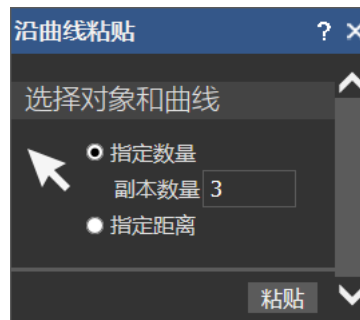 沿曲线粘贴 ? ×
选择对象和曲线
指定数量
副本数量 3
指定距离
粘贴